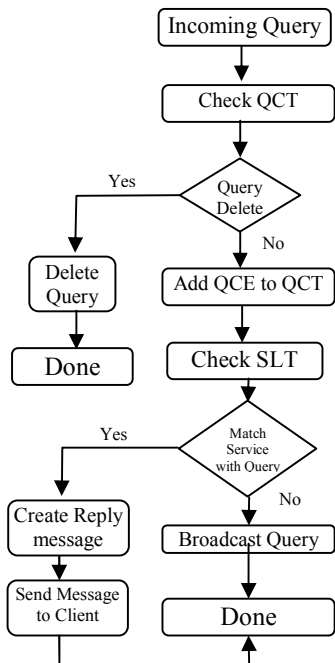 Incoming Query
Check QCT
Yes
Query
Delete
No
Delete
Query
Add QCE to QCT
Done
Check SLT
Yes
Match
Service
with Query
No
Create Reply
message
Broadcast Query
Send Message
to Client
Done